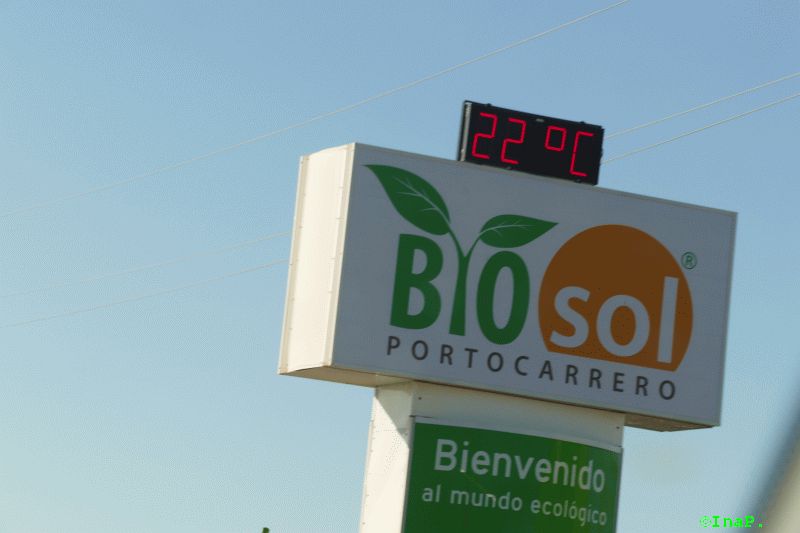 22°C
BIO sol®
PORTOCARRERO
Bienvenido
al mundo ecológico
©InaP.